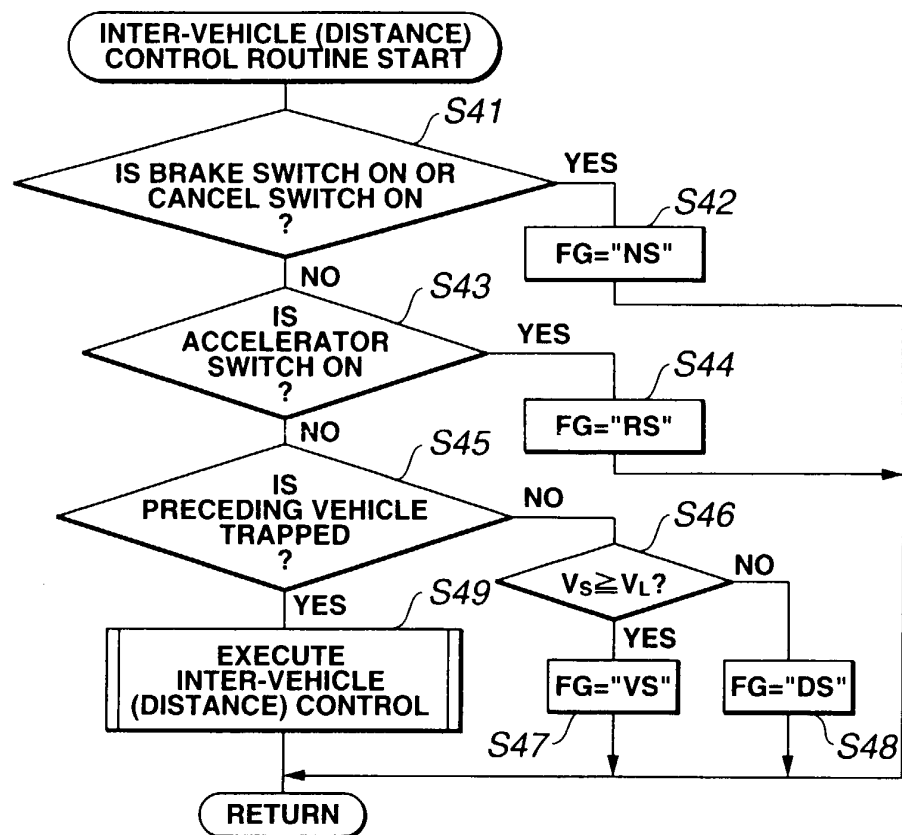 INTER-VEHICLE (DISTANCE)
CONTROL ROUTINE START
S41
IS BRAKE SWITCH ON OR
CANCEL SWITCH ON
?
YES
S42
FG="NS"
NO
S43
IS
ACCELERATOR
SWITCH ON
?
YES
S44
FG="RS"
NO
S45
IS
PRECEDING VEHICLE
TRAPPED
?
NO
S46
VS≧VL?
NO
YES
YES
S49
EXECUTE
INTER-VEHICLE
(DISTANCE) CONTROL
FG="VS"
FG="DS"
S47
S48
RETURN